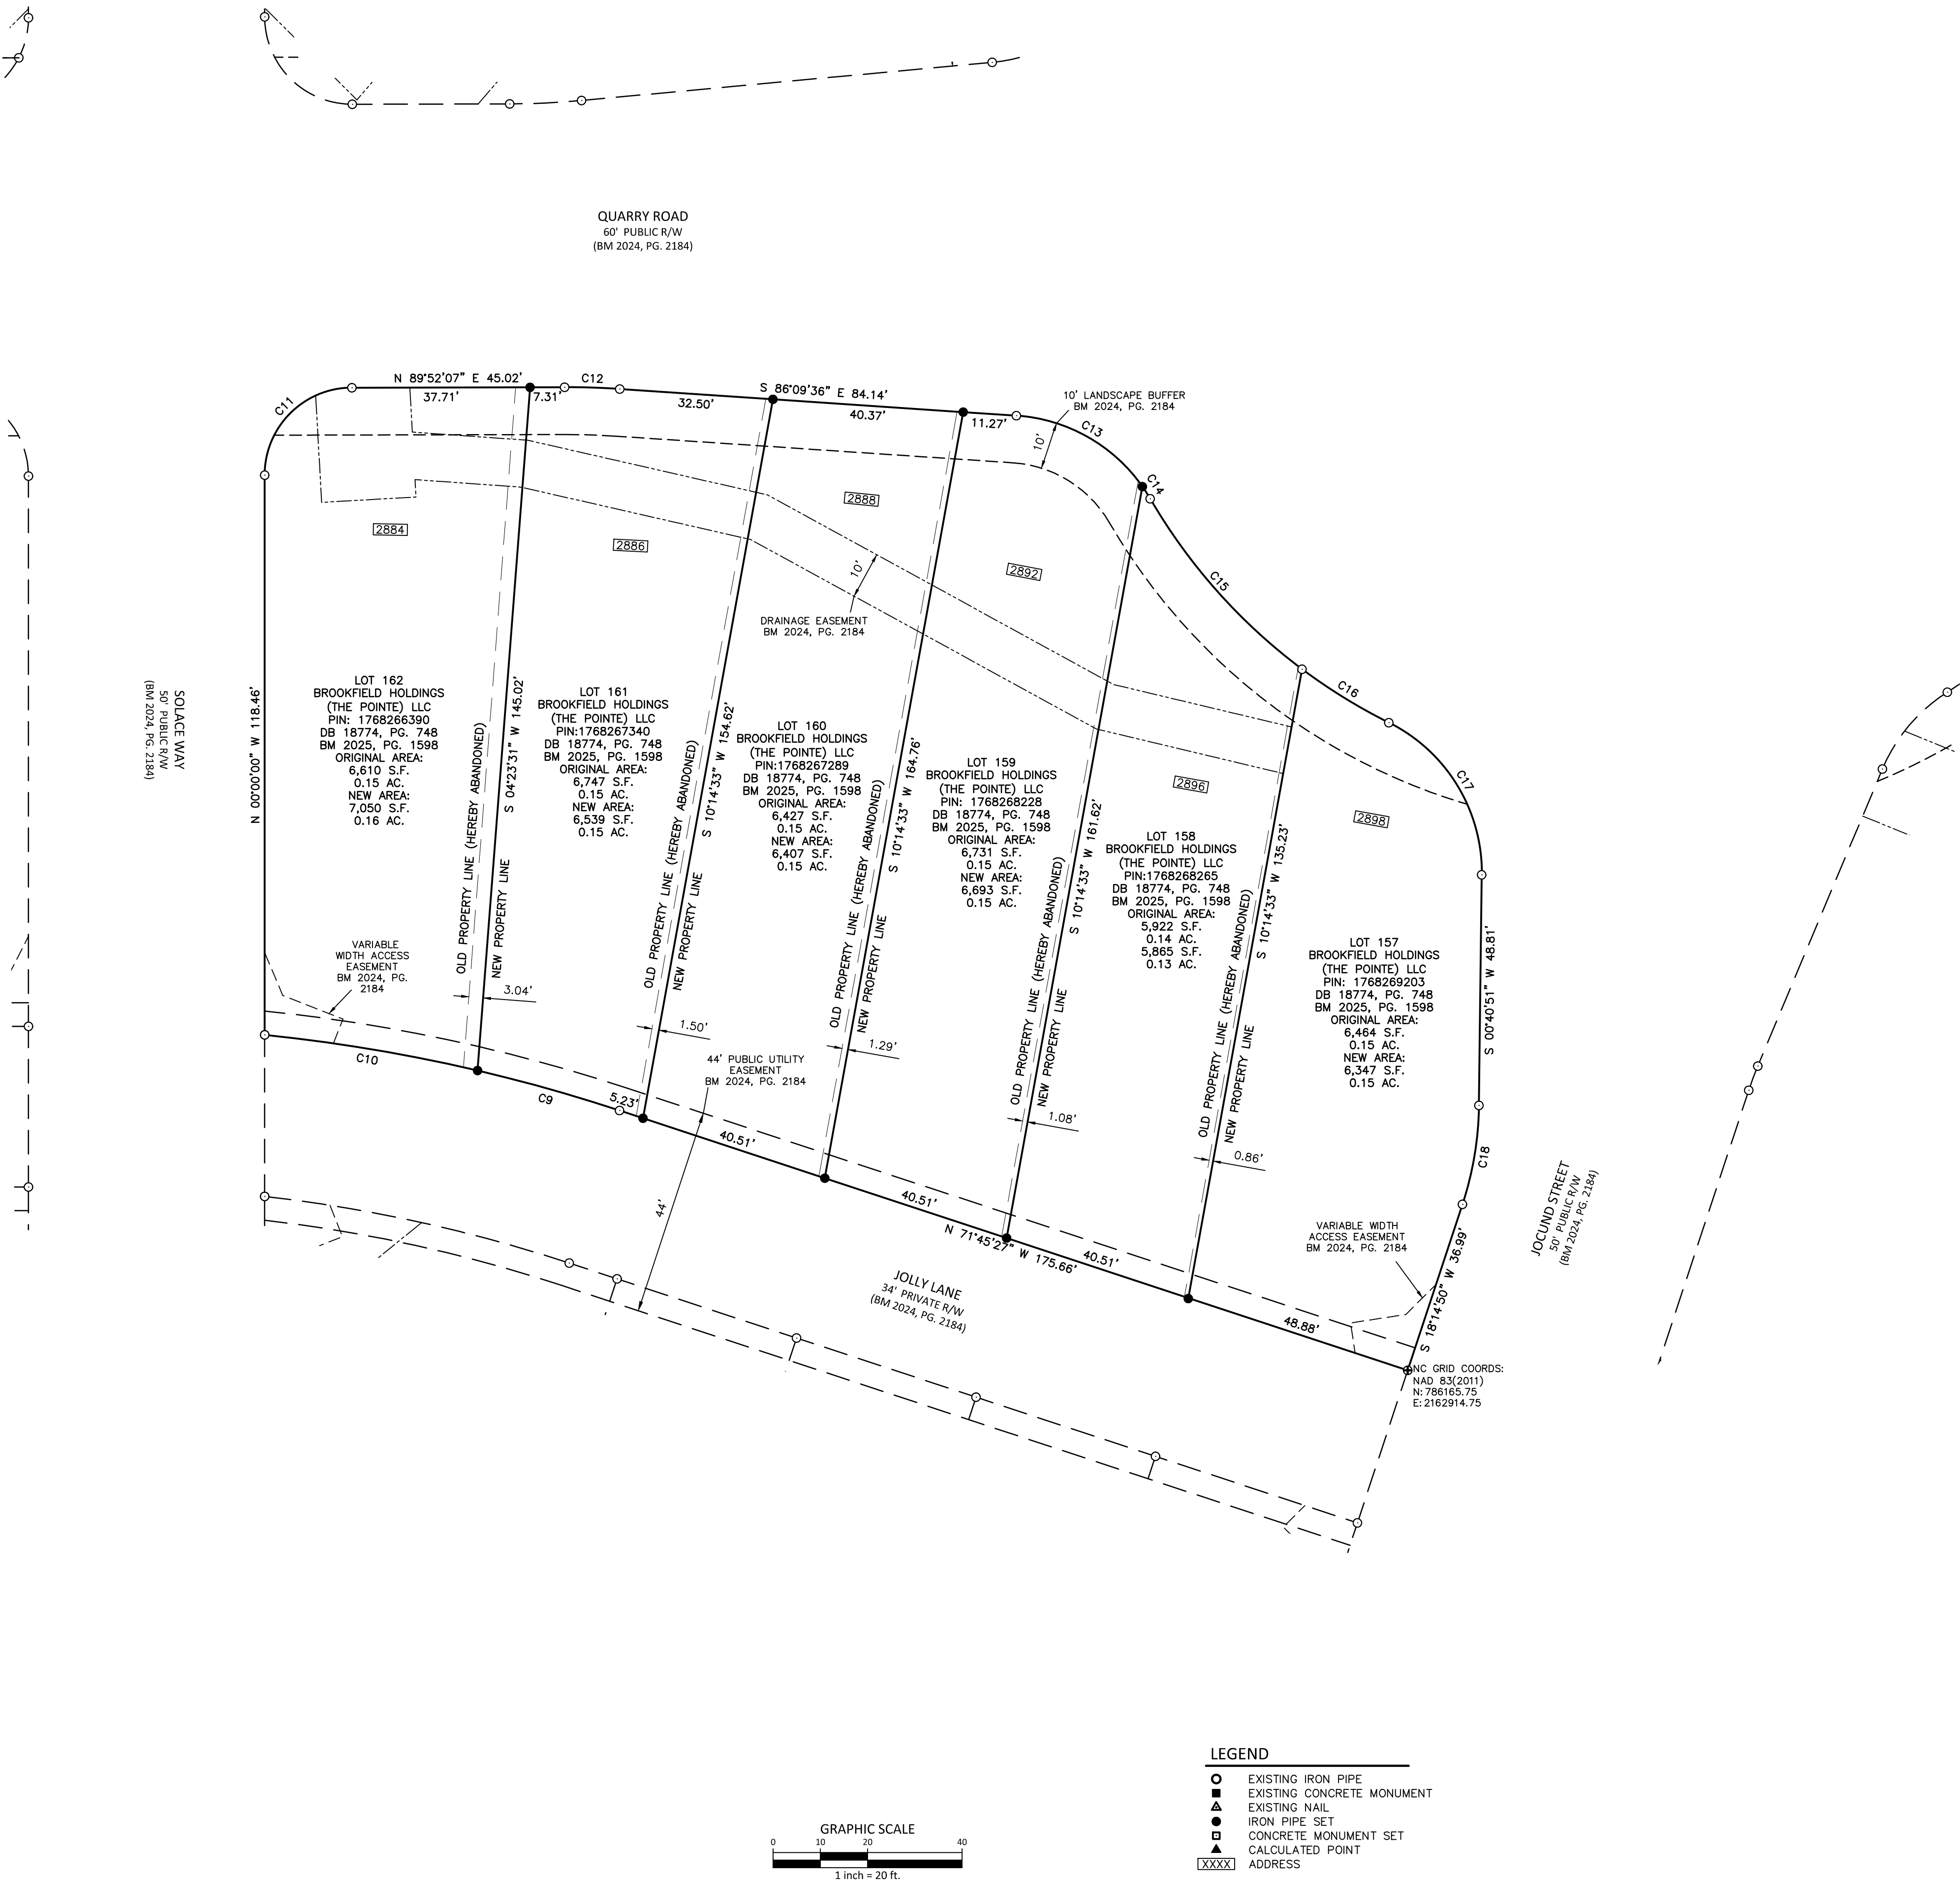 QUARRY ROAD
60' PUBLIC R/W
(BM 2024, PG. 2184)
SOLACE WAY
50' PUBLIC R/W
(BM 2024, PG. 2184)
C11
N 89°52'07" E 45.02'
37.71'
7.31'
C12
S 86°09'36" E 84.14'
32.50'
40.37'
11.27'
10' LANDSCAPE BUFFER
BM 2024, PG. 2184
10'
C13
C14
C15
C16
C17
C18
2884
2886
2888
2892
2896
2898
10'
DRAINAGE EASEMENT
BM 2024, PG. 2184
N 00°00'00" W 118.46'
LOT 162
BROOKFIELD HOLDINGS
(THE POINTE) LLC
PIN: 1768266390
DB 18774, PG. 748
BM 2025, PG. 1598
ORIGINAL AREA:
6,610 S.F.
0.15 AC.
NEW AREA:
7,050 S.F.
0.16 AC.
OLD PROPERTY LINE (HEREBY ABANDONED)
S 04°23'31" W 145.02'
NEW PROPERTY LINE
3.04'
LOT 161
BROOKFIELD HOLDINGS
(THE POINTE) LLC
PIN:1768267340
DB 18774, PG. 748
BM 2025, PG. 1598
ORIGINAL AREA:
6,747 S.F.
0.15 AC.
NEW AREA:
6,539 S.F.
0.15 AC.
OLD PROPERTY LINE (HEREBY ABANDONED)
S 10°14'33" W 154.62'
NEW PROPERTY LINE
1.50'
LOT 160
BROOKFIELD HOLDINGS
(THE POINTE) LLC
PIN:1768267289
DB 18774, PG. 748
BM 2025, PG. 1598
ORIGINAL AREA:
6,427 S.F.
0.15 AC.
NEW AREA:
6,407 S.F.
0.15 AC.
OLD PROPERTY LINE (HEREBY ABANDONED)
S 10°14'33" W 164.76'
NEW PROPERTY LINE
1.29'
LOT 159
BROOKFIELD HOLDINGS
(THE POINTE) LLC
PIN: 1768268228
DB 18774, PG. 748
BM 2025, PG. 1598
ORIGINAL AREA:
6,731 S.F.
0.15 AC.
NEW AREA:
6,693 S.F.
0.15 AC.
OLD PROPERTY LINE (HEREBY ABANDONED)
S 10°14'33" W 161.62'
NEW PROPERTY LINE
1.08'
LOT 158
BROOKFIELD HOLDINGS
(THE POINTE) LLC
PIN:1768268265
DB 18774, PG. 748
BM 2025, PG. 1598
ORIGINAL AREA:
5,922 S.F.
0.14 AC.
5,865 S.F.
0.13 AC.
OLD PROPERTY LINE (HEREBY ABANDONED)
S 10°14'33" W 135.23'
NEW PROPERTY LINE
0.86'
LOT 157
BROOKFIELD HOLDINGS
(THE POINTE) LLC
PIN: 1768269203
DB 18774, PG. 748
BM 2025, PG. 1598
ORIGINAL AREA:
6,464 S.F.
0.15 AC.
NEW AREA:
6,347 S.F.
0.15 AC.
S 00°40'51" W 48.81'
VARIABLE
WIDTH ACCESS
EASEMENT
BM 2024, PG.
2184
C10
C9
5.23'
44' PUBLIC UTILITY
EASEMENT
BM 2024, PG. 2184
44'
40.51'
40.51'
40.51'
48.88'
N 71°45'27" W 175.66'
VARIABLE WIDTH
ACCESS EASEMENT
BM 2024, PG. 2184
S 18°14'50" W 36.99'
JOCUND STREET
50' PUBLIC R/W
(BM 2024, PG. 2184)
JOLLY LANE
34' PRIVATE R/W
(BM 2024, PG. 2184)
NC GRID COORDS:
NAD 83(2011)
N: 786165.75
E: 2162914.75
LEGEND
EXISTING IRON PIPE
EXISTING CONCRETE MONUMENT
EXISTING NAIL
IRON PIPE SET
CONCRETE MONUMENT SET
CALCULATED POINT
XXXX ADDRESS
GRAPHIC SCALE
0 10 20 40
1 inch = 20 ft.